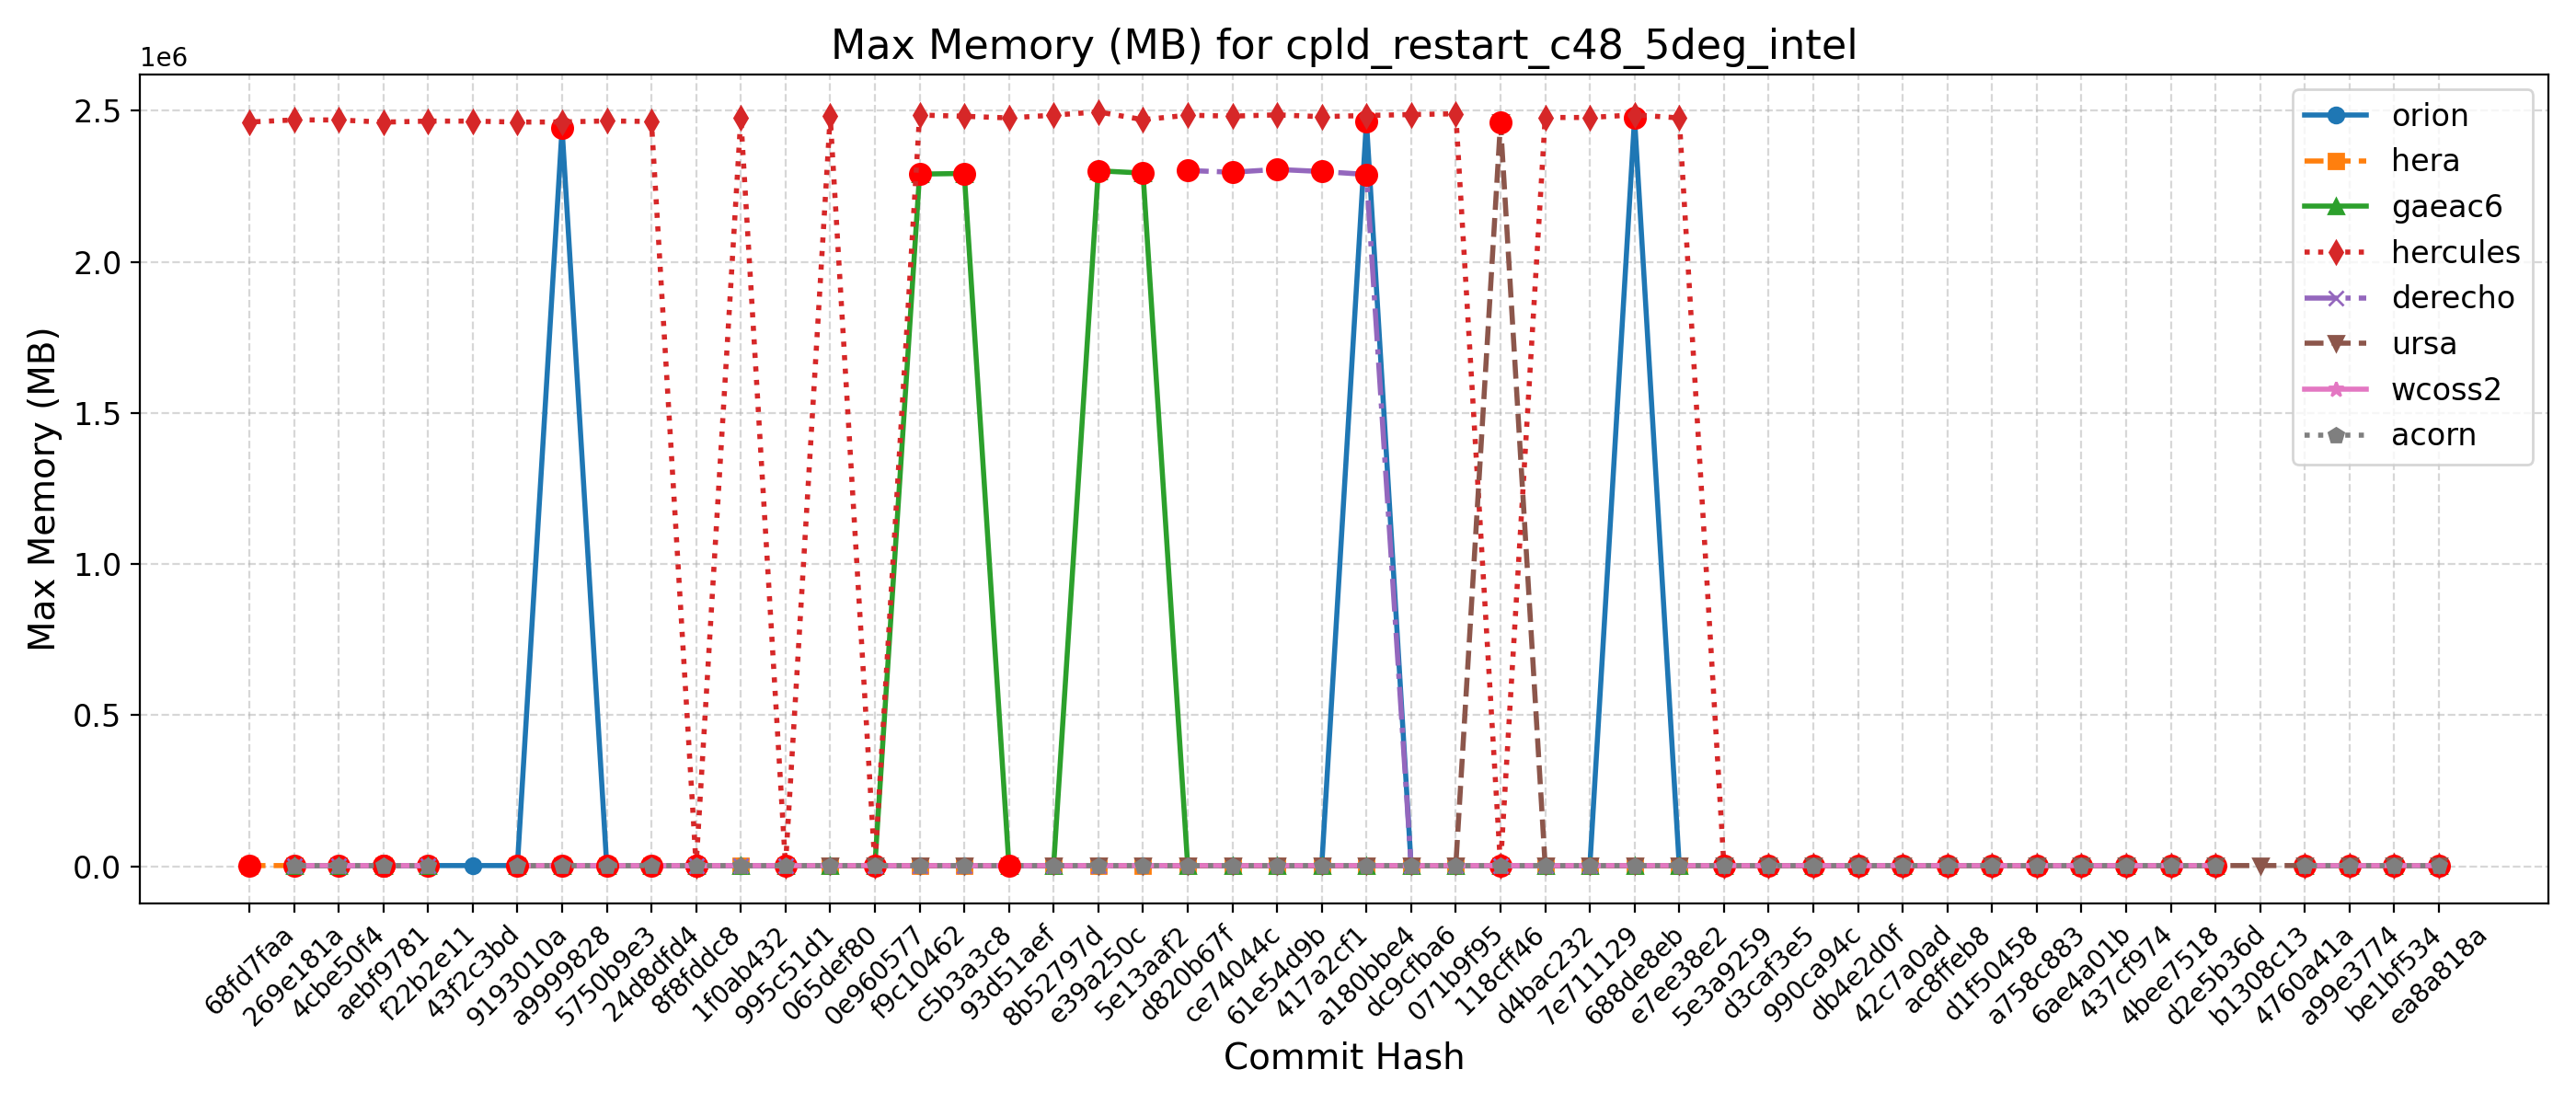 Max Memory (MB) for cpld_restart_c48_5deg_intel
1e6
2.5
2.0
1.5
1.0
0.5
0.0
Max Memory (MB)
orion
hera
gaeac6
hercules
derecho
ursa
wcoss2
acorn
68fd7faa
269e181a
4cbe50f4
aebf9781
f22b2e11
43f2c3bd
9193010a
a9999828
5750b9e3
24d8dfd4
8f8fddc8
1f0ab432
995c51d1
065def80
0e960577
f9c10462
c5b3a3c8
93d51aef
8b52797d
e39a250c
5e13aaf2
d820b67f
ce74044c
61e54d9b
417a2cf1
a180bbe4
dc9cfba6
071b9f95
118cff46
d4bac232
7e711129
688de8eb
e7ee38e2
5e3a9259
d3caf3e5
990ca94c
db4e2d0f
42c7a0ad
ac8ffeb8
d1f50458
a758c883
6ae4a01b
437cf974
4bee7518
d2e5b36d
b1308c13
4760a41a
a99e3774
be1bf534
ea8a818a
Commit Hash